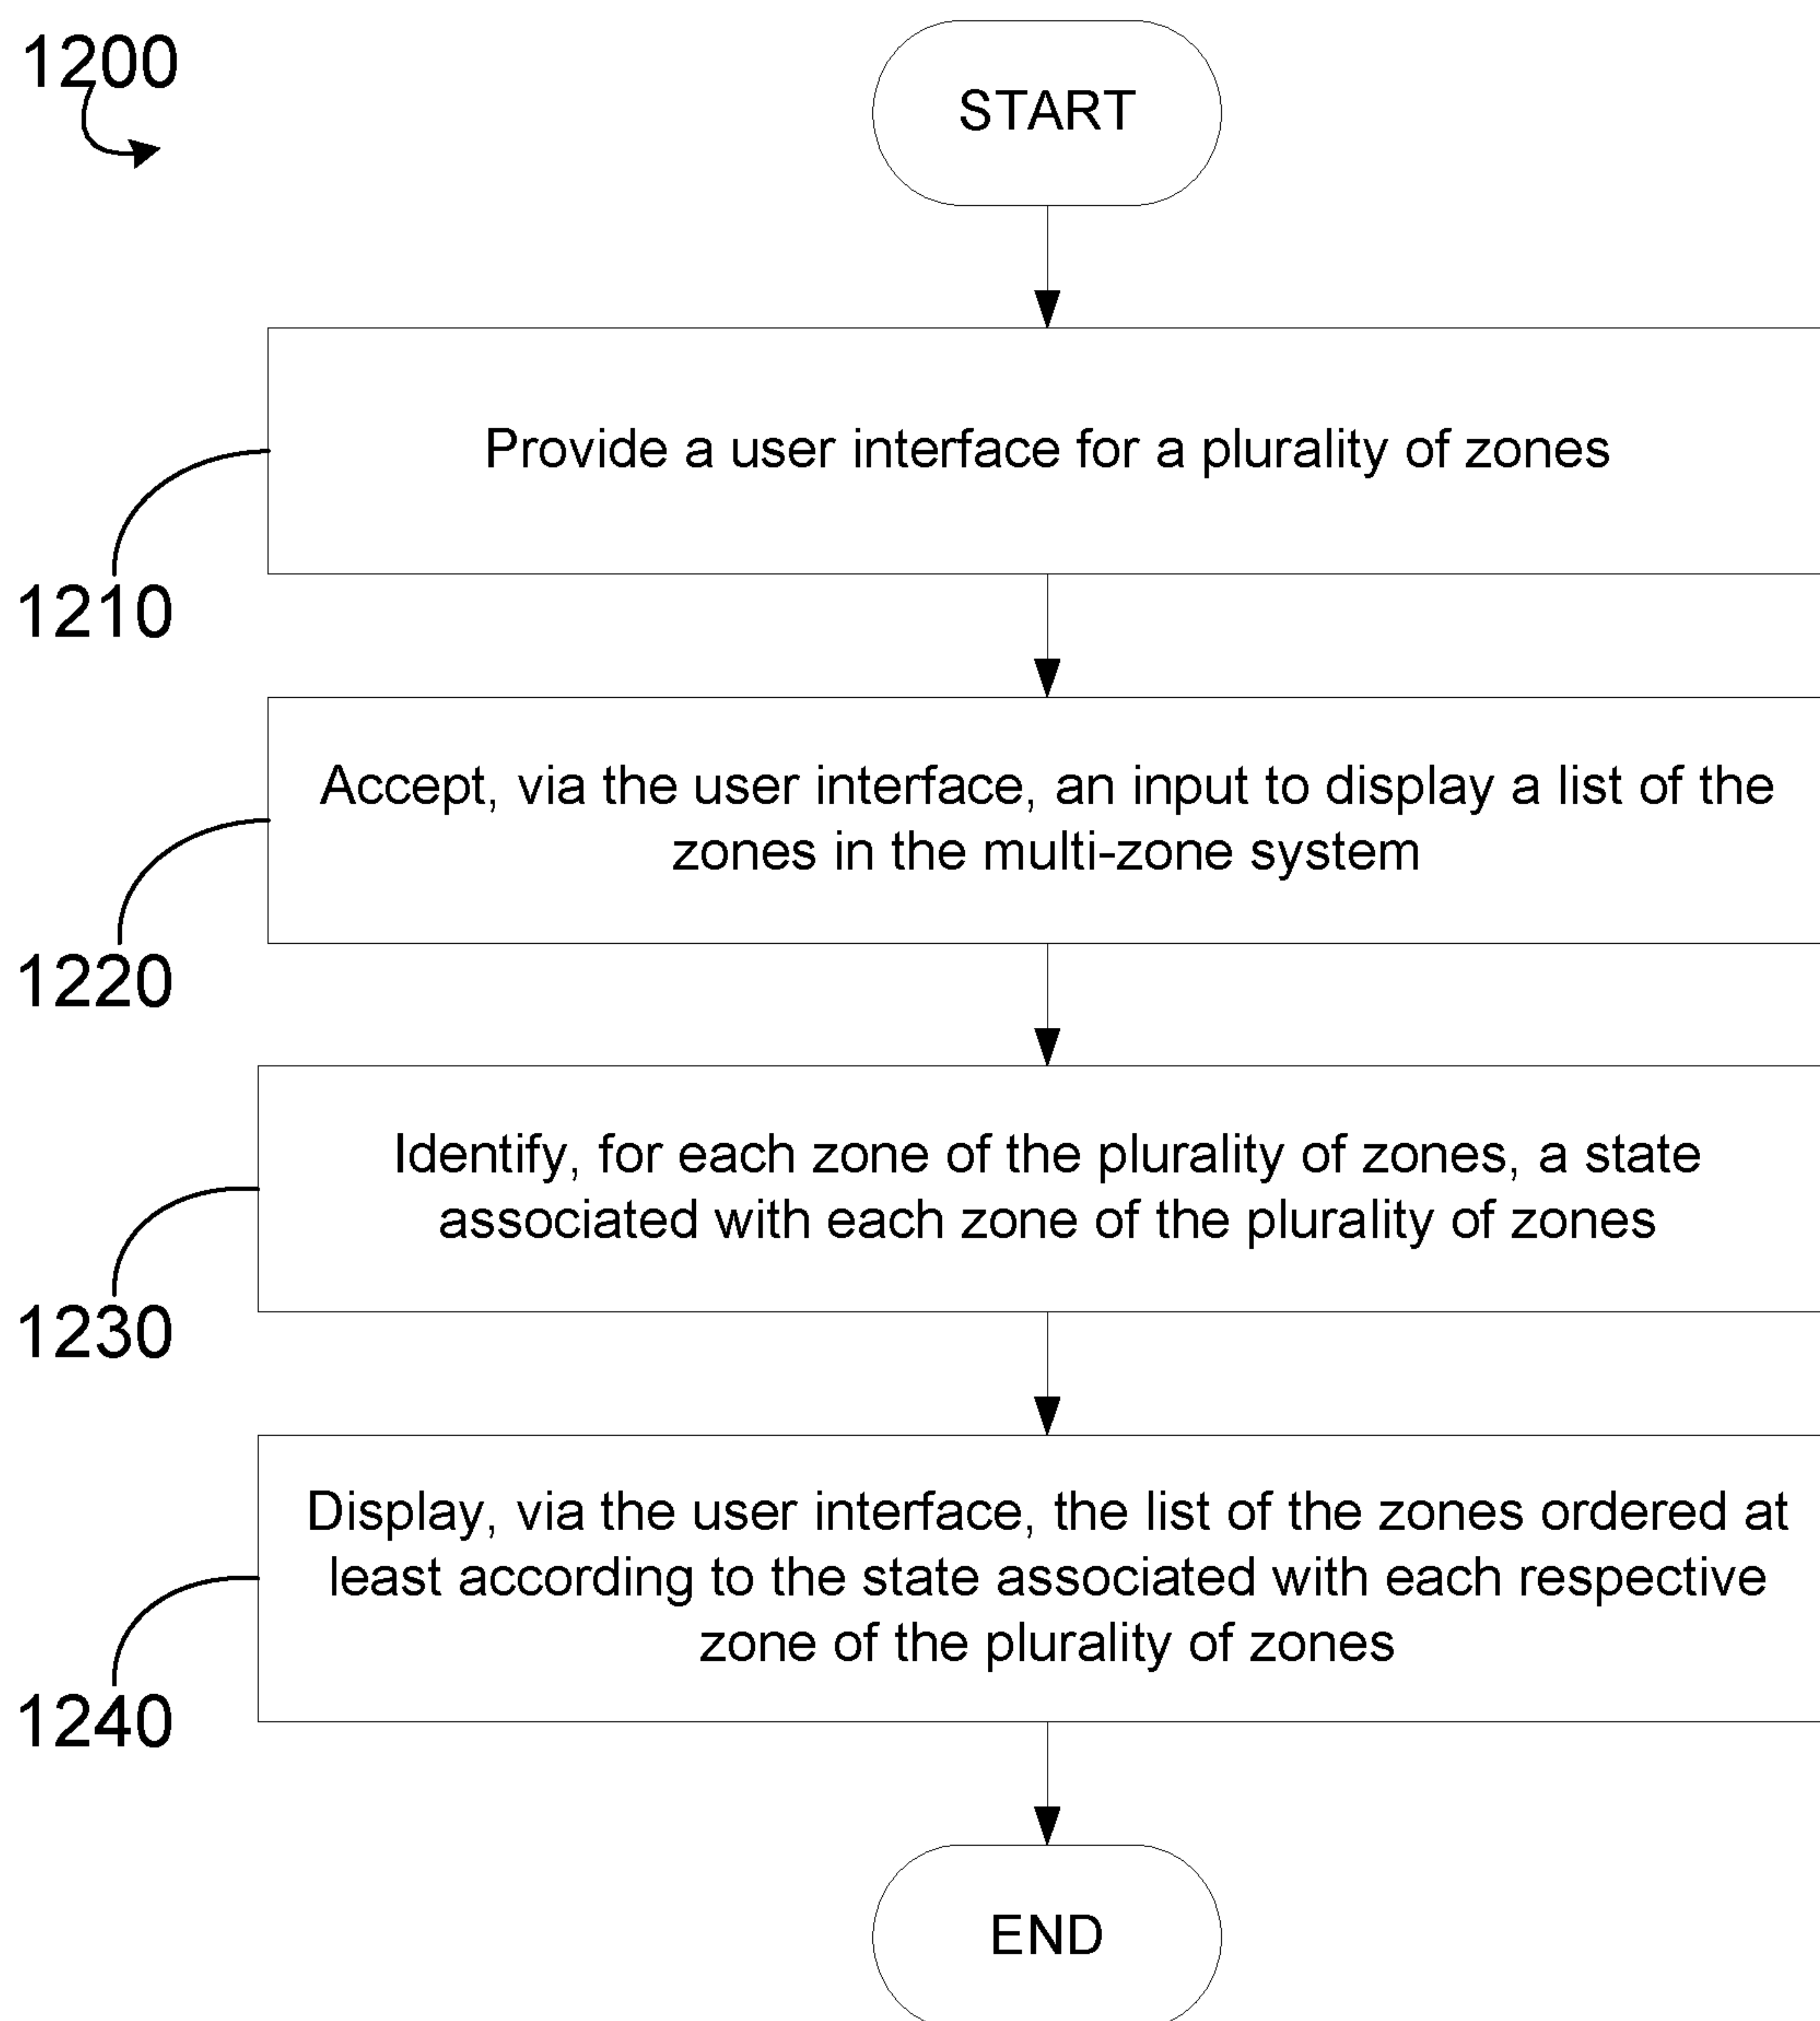 1200
START
Provide a user interface for a plurality of zones
1210
Accept, via the user interface, an input to display a list of the
zones in the multi-zone system
1220
Identify, for each zone of the plurality of zones, a state
associated with each zone of the plurality of zones
1230
Display, via the user interface, the list of the zones ordered at
least according to the state associated with each respective
zone of the plurality of zones
1240
END